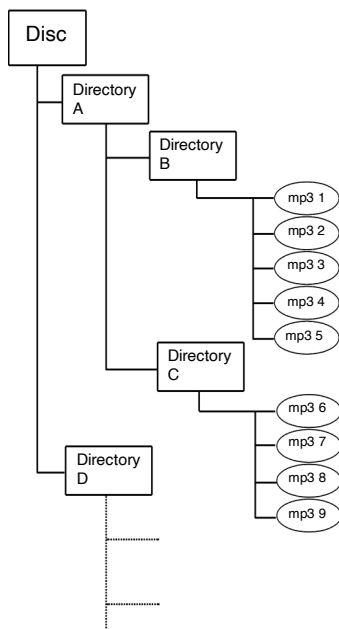 Disc
Directory
A
Directory
B
mp3 1
mp3 2
mp3 3
mp3 4
mp3 5
Directory
C
mp3 6
mp3 7
mp3 8
mp3 9
Directory
D